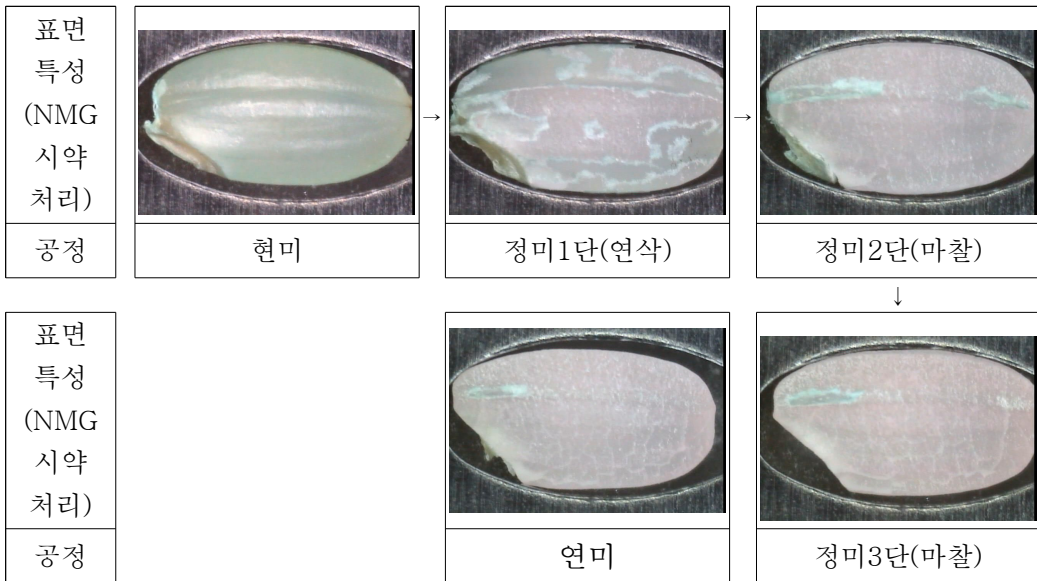 표면
특성
(NMG
시약
처리)
→
→
공정
현미
정미1단(연삭)
정미2단(마찰)
↓
표면
특성
(NMG
시약
처리)
공정
연미
정미3단(마찰)